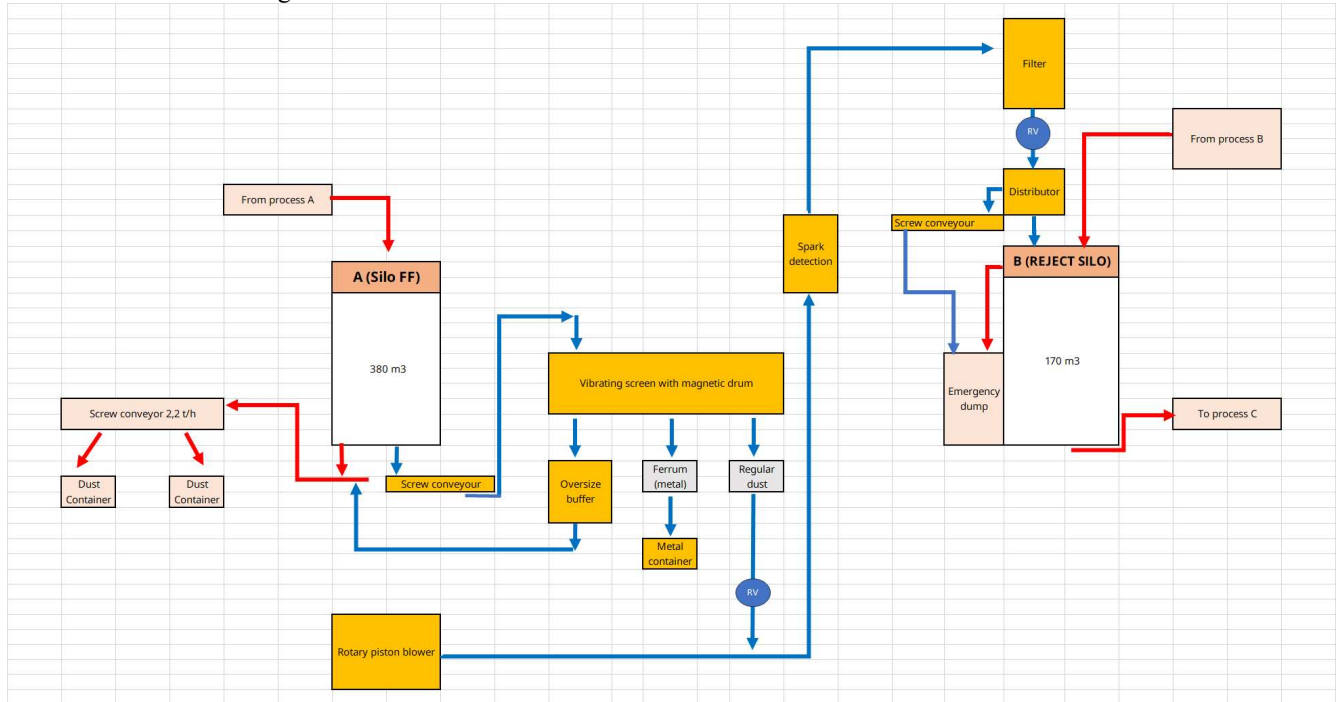 Filter
RV
From process B
From process A
Distributor
Screw conveyour
Spark
detection
A (Silo FF)
B (REJECT SILO)
380 m3
170 m3
Vibrating screen with magnetic drum
Emergency
dump
Screw conveyor 2,2 t/h
To process C
Dust
Container
Dust
Container
Screw conveyour
Oversize
buffer
Ferrum
(metal)
Regular
dust
Metal
container
RV
Rotary piston blower